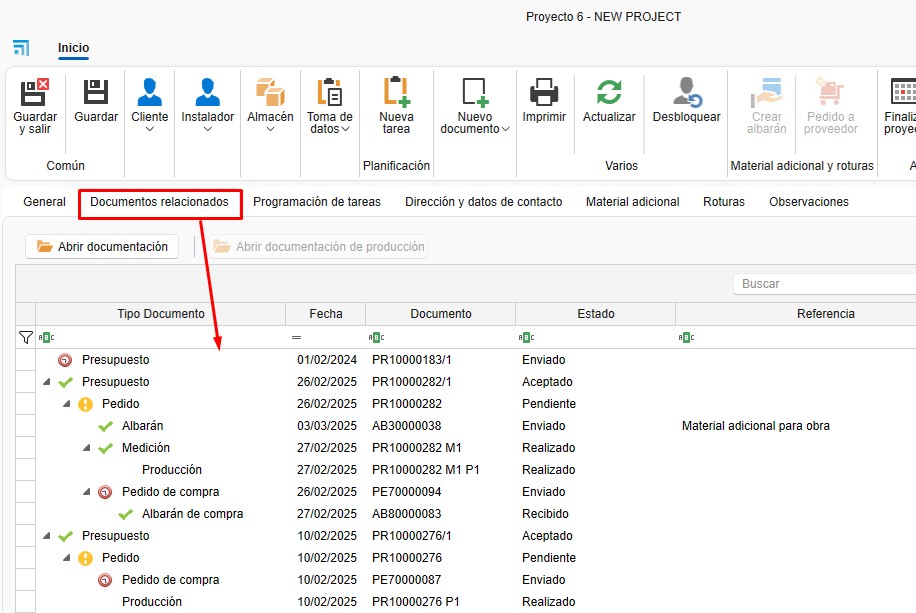 Proyecto 6 - NEW PROJECT
Inicio
Guardar y salir
Guardar
Cliente
Instalador
Almacén
Toma de datos
Nueva tarea
Nuevo documento
Imprimir
Actualizar
Desbloquear
Crear albarán
Pedido a proveedor
Común
Planificación
Varios
Material adicional y roturas
General Documentos relacionados Programación de tareas Dirección y datos de contacto Material adicional Roturas Observaciones
Abrir documentación Abrir documentación de producción
Buscar
Tipo Documento Fecha Documento Estado Referencia
Presupuesto 01/02/2024 PR10000183/1 Enviado
Presupuesto 26/02/2025 PR10000282/1 Aceptado
Pedido 26/02/2025 PR10000282 Pendiente
Albarán 03/03/2025 AB30000038 Enviado Material adicional para obra
Medición 27/02/2025 PR10000282 M1 Realizado
Producción 27/02/2025 PR10000282 M1 P1 Realizado
Pedido de compra 26/02/2025 PE70000094 Enviado
Albarán de compra 27/02/2025 AB80000083 Recibido
Presupuesto 10/02/2025 PR10000276/1 Aceptado
Pedido 10/02/2025 PR10000276 Pendiente
Pedido de compra 10/02/2025 PE70000087 Enviado
Producción 10/02/2025 PR10000276 P1 Realizado